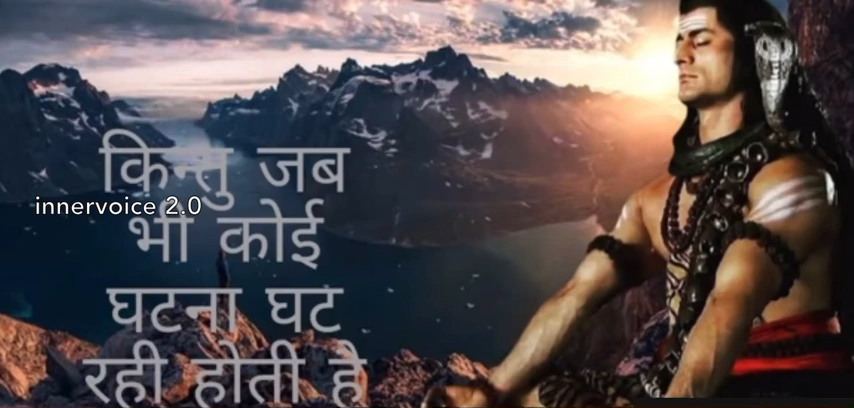 किन्तु जब
innervoice 2.0
भी कोई
घटना घट
रही होती है